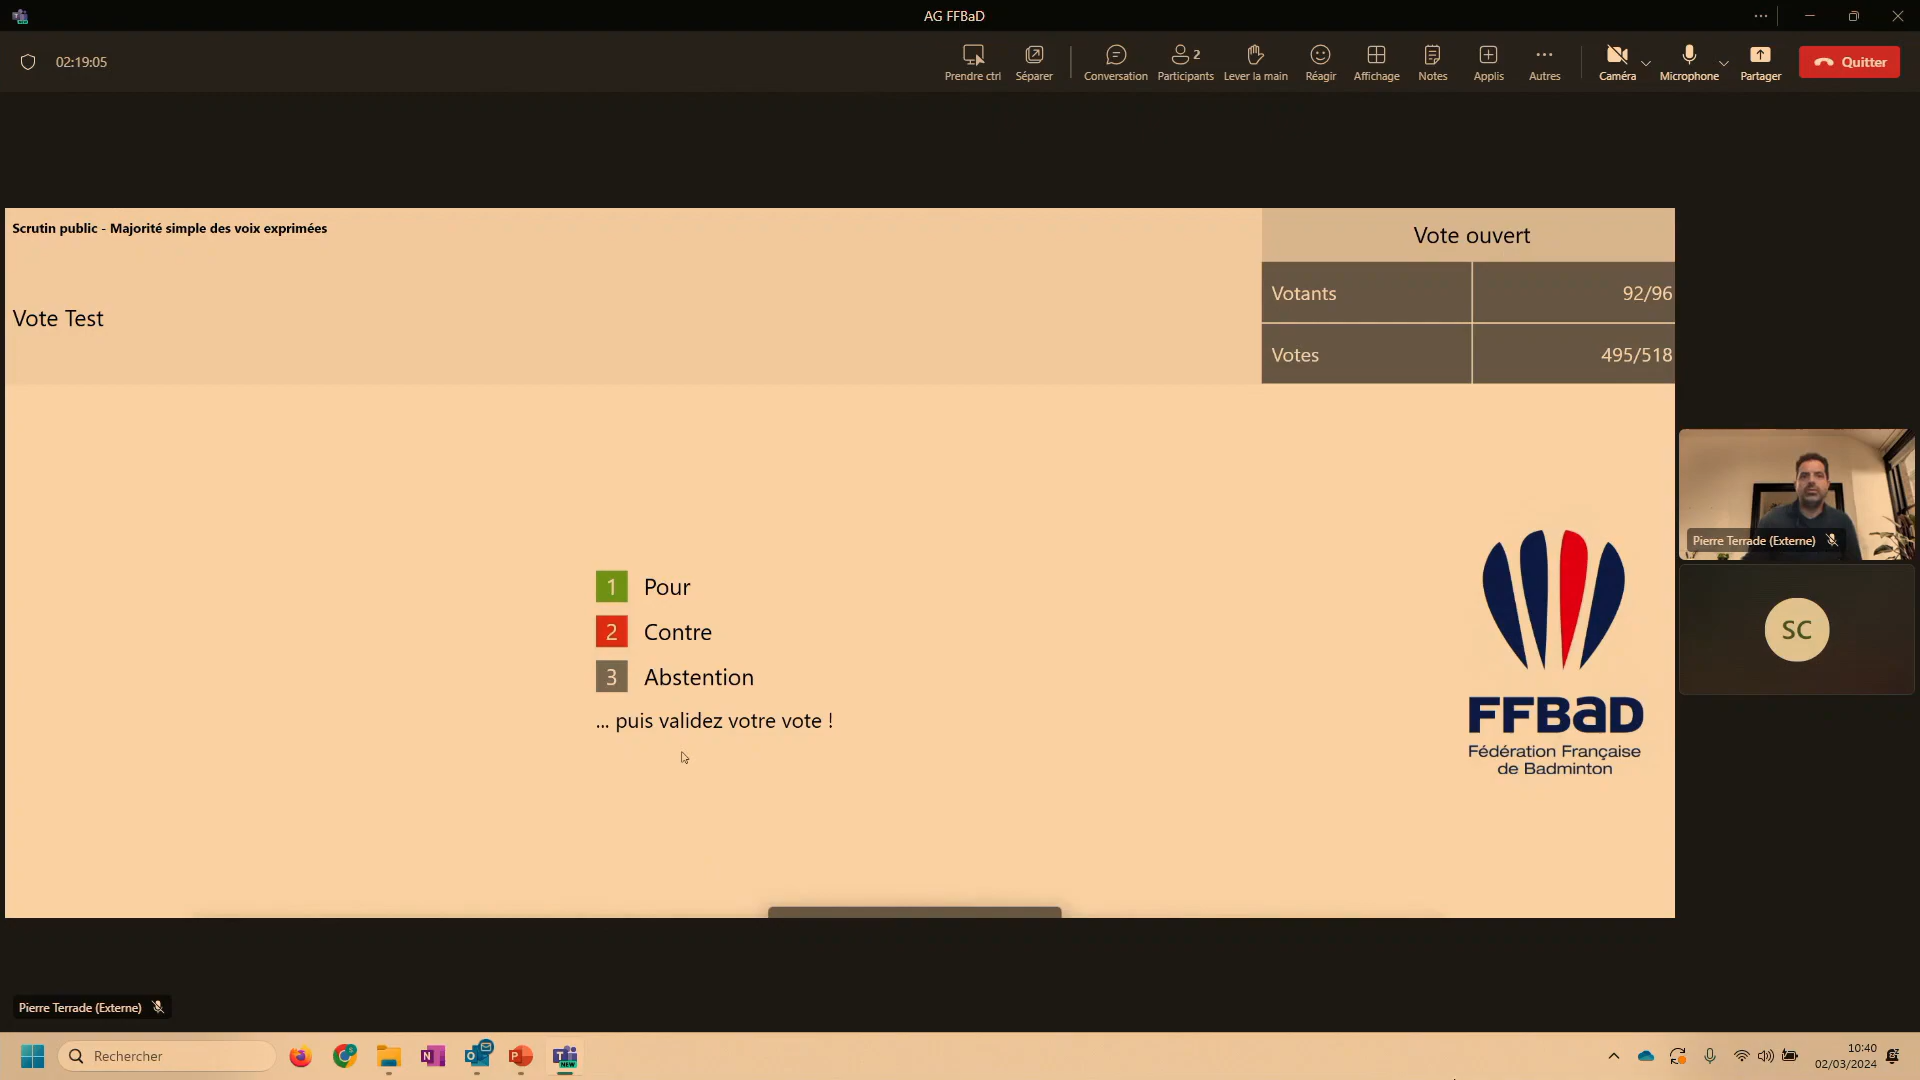 AG FFBaD
02:19:05
Prendre ctrl
Séparer
Conversation
2
Participants
Lever la main
Réagir
Affichage
Notes
Applis
Autres
Caméra
Microphone
Partager
Quitter
Scrutin public - Majorité simple des voix exprimées
Vote Test
Vote ouvert
Votants 92/96
Votes 495/518
1 Pour
2 Contre
3 Abstention
... puis validez votre vote !
FFBaD
Fédération Française
de Badminton
Pierre Terrade (Externe)
SC
Pierre Terrade (Externe)
Rechercher
NEW
10:40
02/03/2024